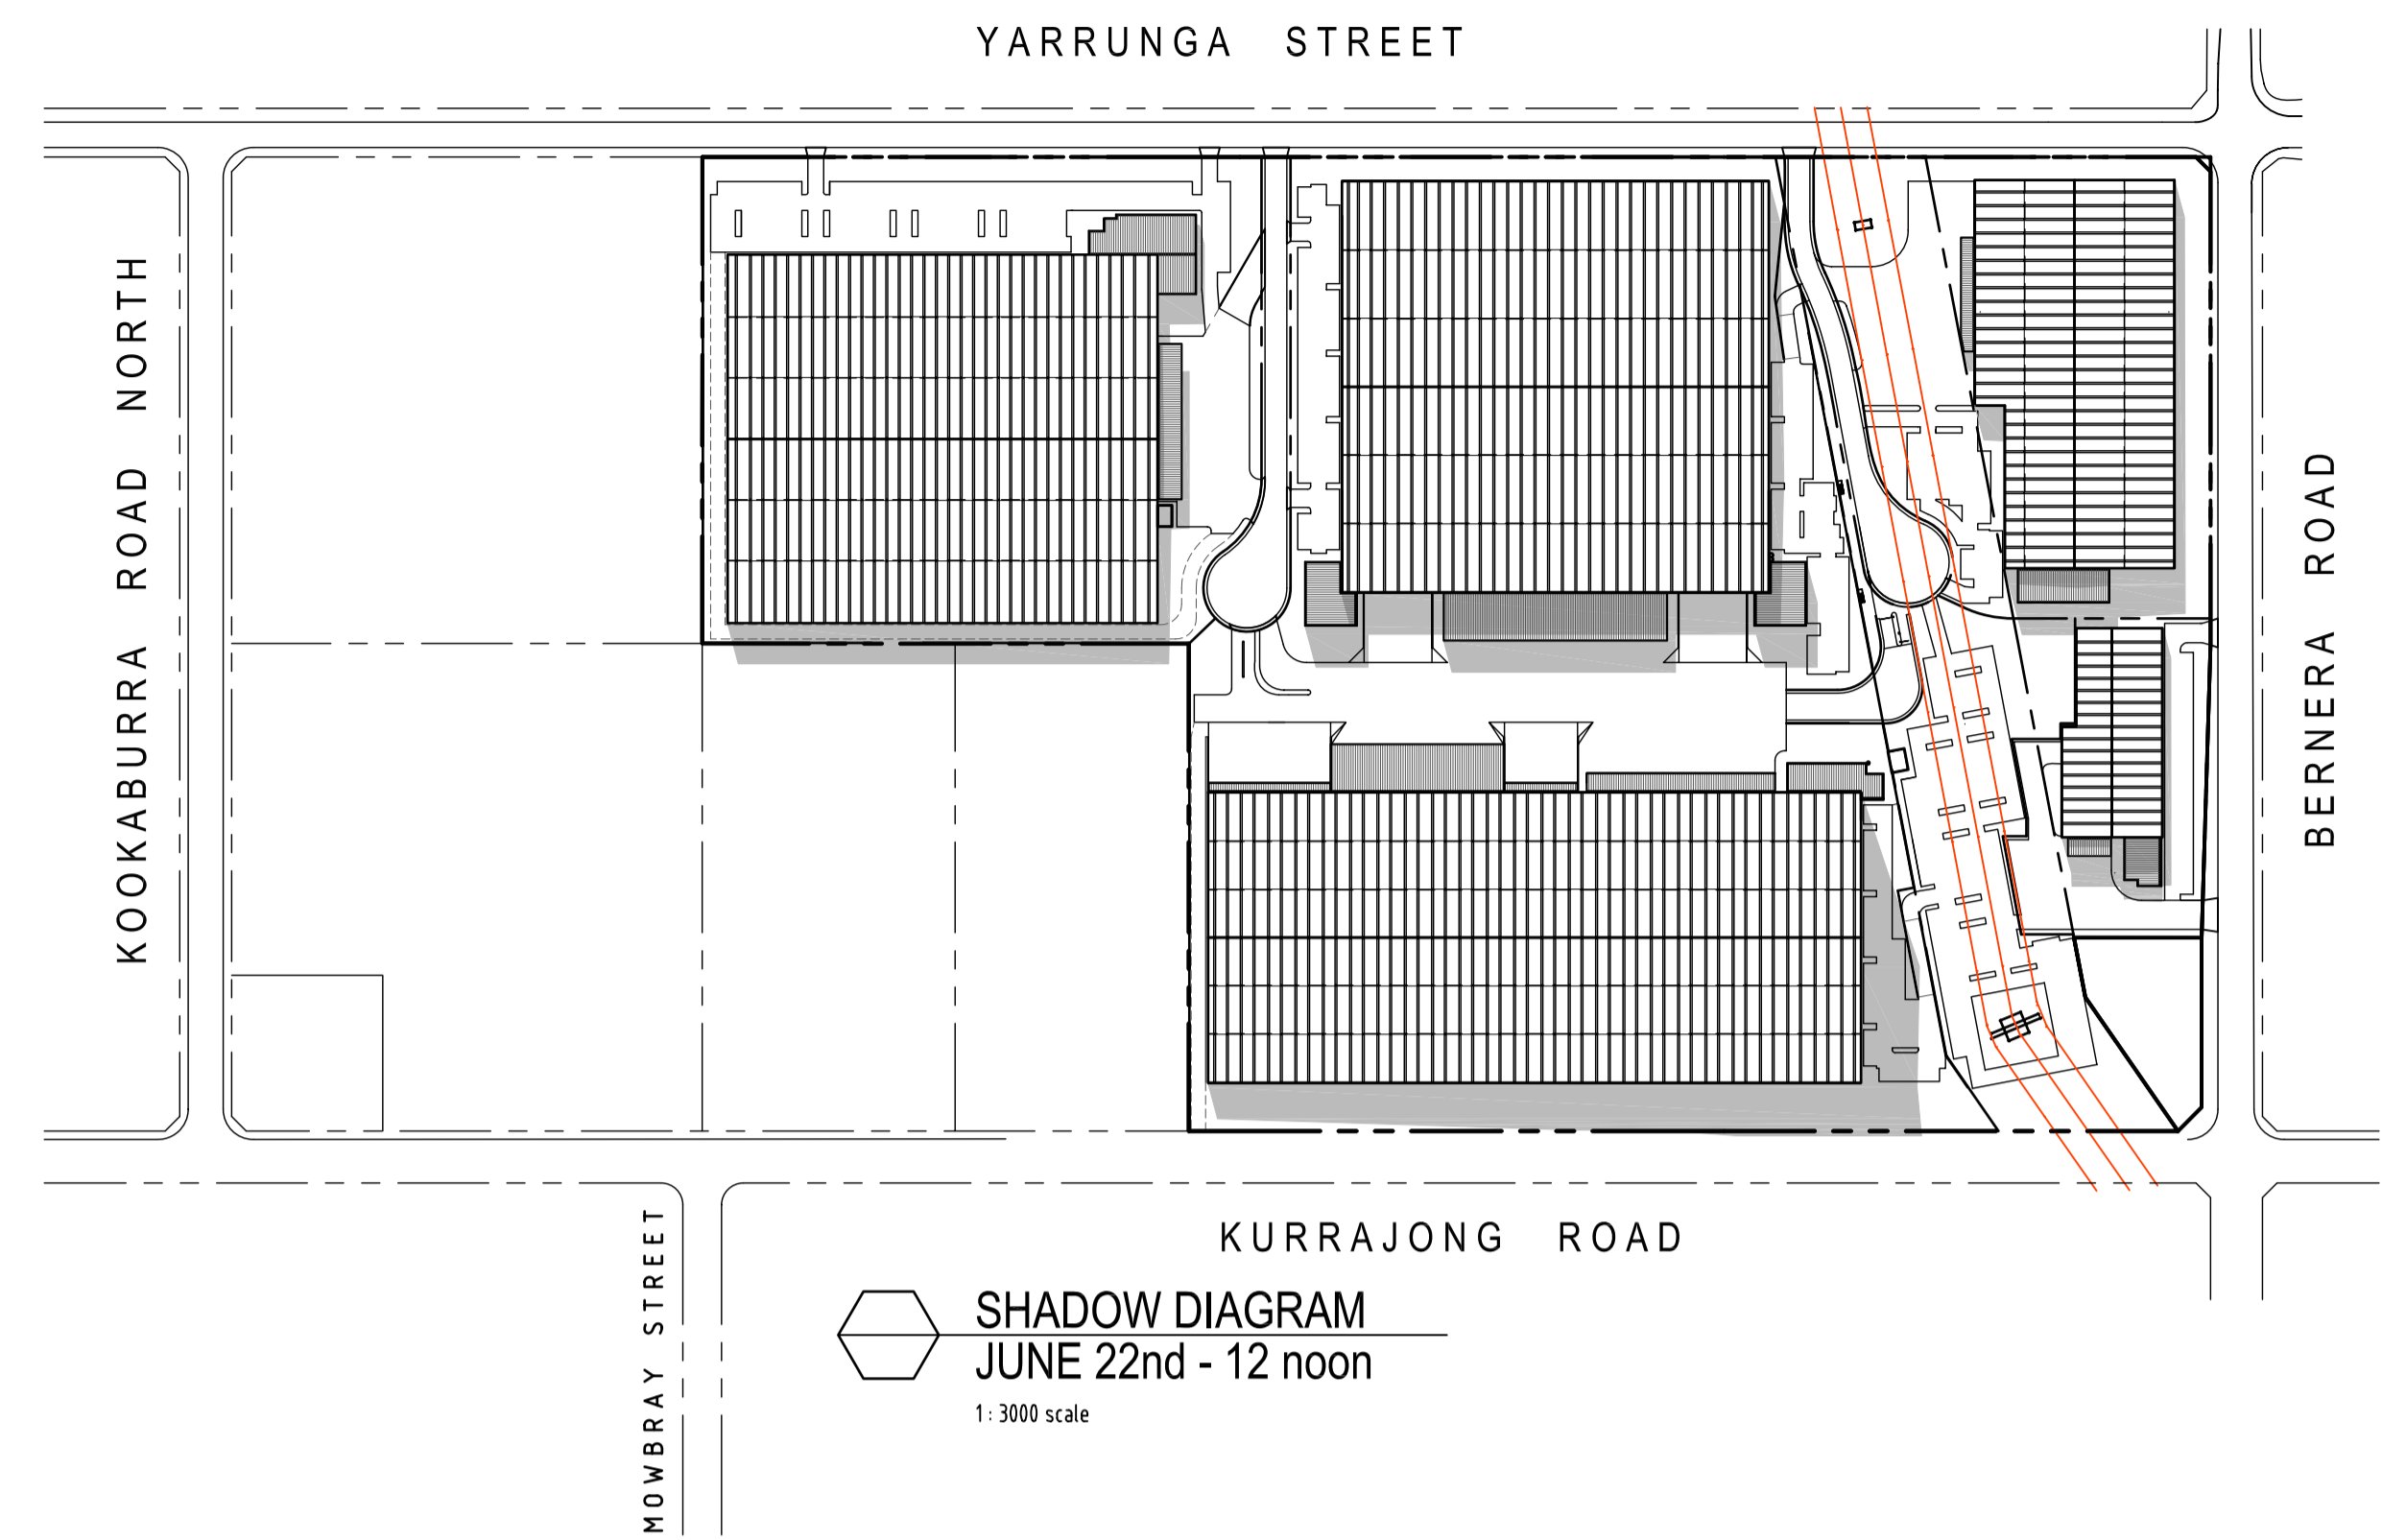 YARRUNGA STREET
KOOKABURRA ROAD NORTH
BERNERA ROAD
KURRAJONG ROAD
MOWBRAY STREET
SHADOW DIAGRAM
JUNE 22nd - 12 noon
1 : 3000 scale